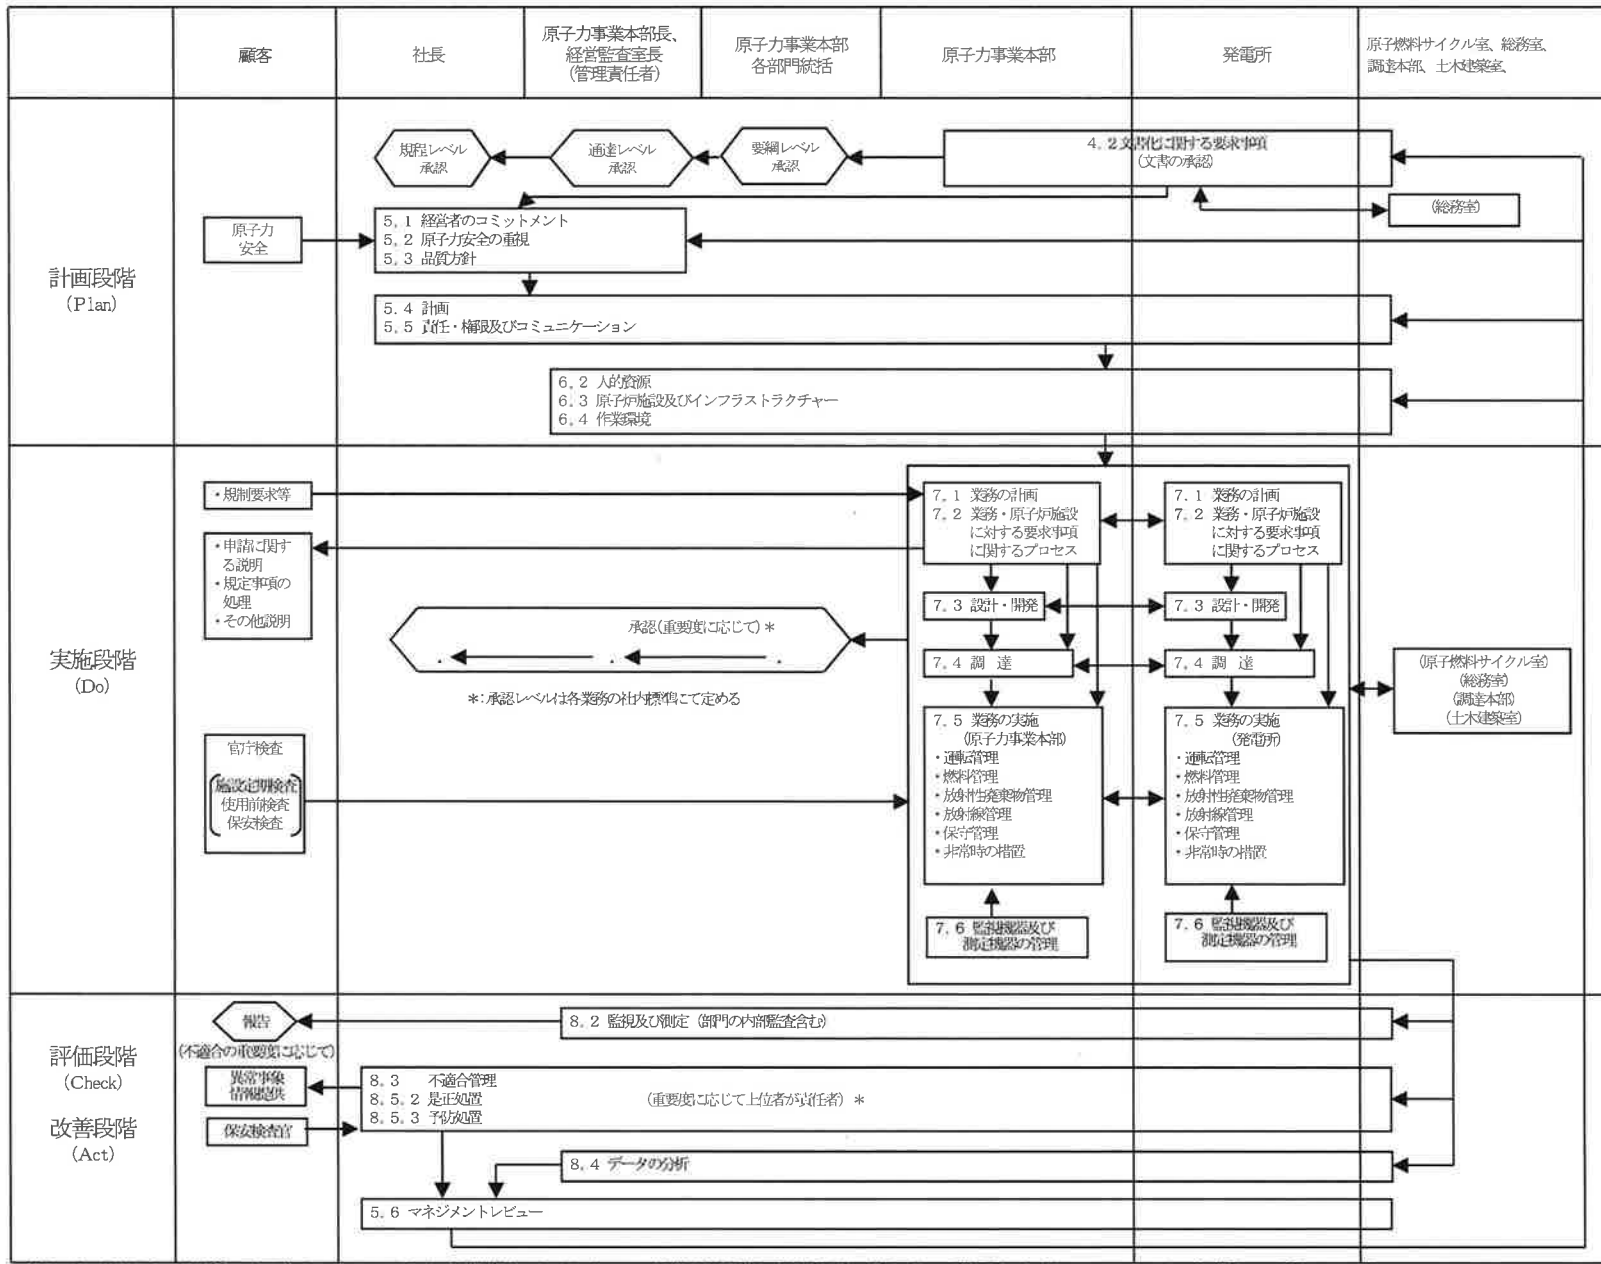 顧客
社長
原子力事業本部長、
経営監査室長
(管理責任者)
原子力事業本部
各部門統括
原子力事業本部
発電所
原子燃料サイクル室、総務室、
調達本部、土木建築室、
計画段階
(Plan)
規程レベル
承認
通達レベル
承認
要綱レベル
承認
4.2文書化に関する要求事項
(文書の承認)
(総務室)
原子力
安全
5.1 経営者のコミットメント
5.2 原子力安全の重視
5.3 品質方針
5.4 計画
5.5 責任・権限及びコミュニケーション
6.2 人的資源
6.3 原子炉施設及びインフラストラクチャー
6.4 作業環境
実施段階
(Do)
・規制要求等
・申請に関す
る説明
・規定事項の
処理
・その他説明
承認(重要度に応じて)*
*:承認レベルは各業務の社内標準にて定める
官庁検査
施設定期検査
使用前検査
保安検査
7.1 業務の計画
7.2 業務・原子炉施設
に対する要求事項
に関するプロセス
7.3 設計・開発
7.4 調 達
7.5 業務の実施
(原子力事業本部)
・運転管理
・燃料管理
・放射性廃棄物管理
・放射線管理
・保守管理
・非常時の措置
7.6 監視機器及び
測定機器の管理
7.1 業務の計画
7.2 業務・原子炉施設
に対する要求事項
に関するプロセス
7.3 設計・開発
7.4 調 達
7.5 業務の実施
(発電所)
・運転管理
・燃料管理
・放射性廃棄物管理
・放射線管理
・保守管理
・非常時の措置
7.6 監視機器及び
測定機器の管理
(原子燃料サイクル室)
(総務室)
(調達本部)
(土木建築室)
評価段階
(Check)
改善段階
(Act)
報告
(不適合の重要度に応じて)
異常事象
情報提供
保安検査官
8.2 監視及び測定 (部門の内部監査含む)
8.3 不適合管理
8.5.2 是正処置
8.5.3 予防処置
(重要度に応じて上位者が責任者) *
8.4 データの分析
5.6 マネジメントレビュー